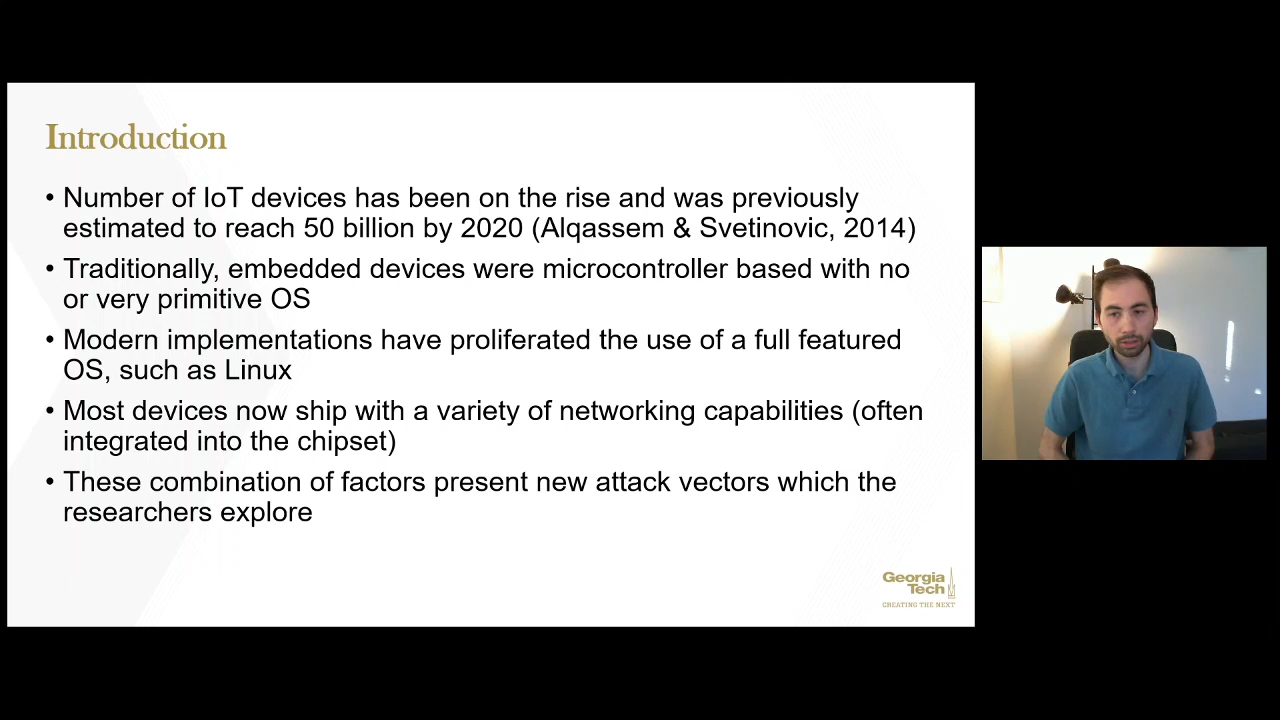 Introduction
• Number of IoT devices has been on the rise and was previously
estimated to reach 50 billion by 2020 (Alqassem & Svetinovic, 2014)
• Traditionally, embedded devices were microcontroller based with no
or very primitive OS
• Modern implementations have proliferated the use of a full featured
OS, such as Linux
• Most devices now ship with a variety of networking capabilities (often
integrated into the chipset)
• These combination of factors present new attack vectors which the
researchers explore
Georgia
Tech
CREATING THE NEXT